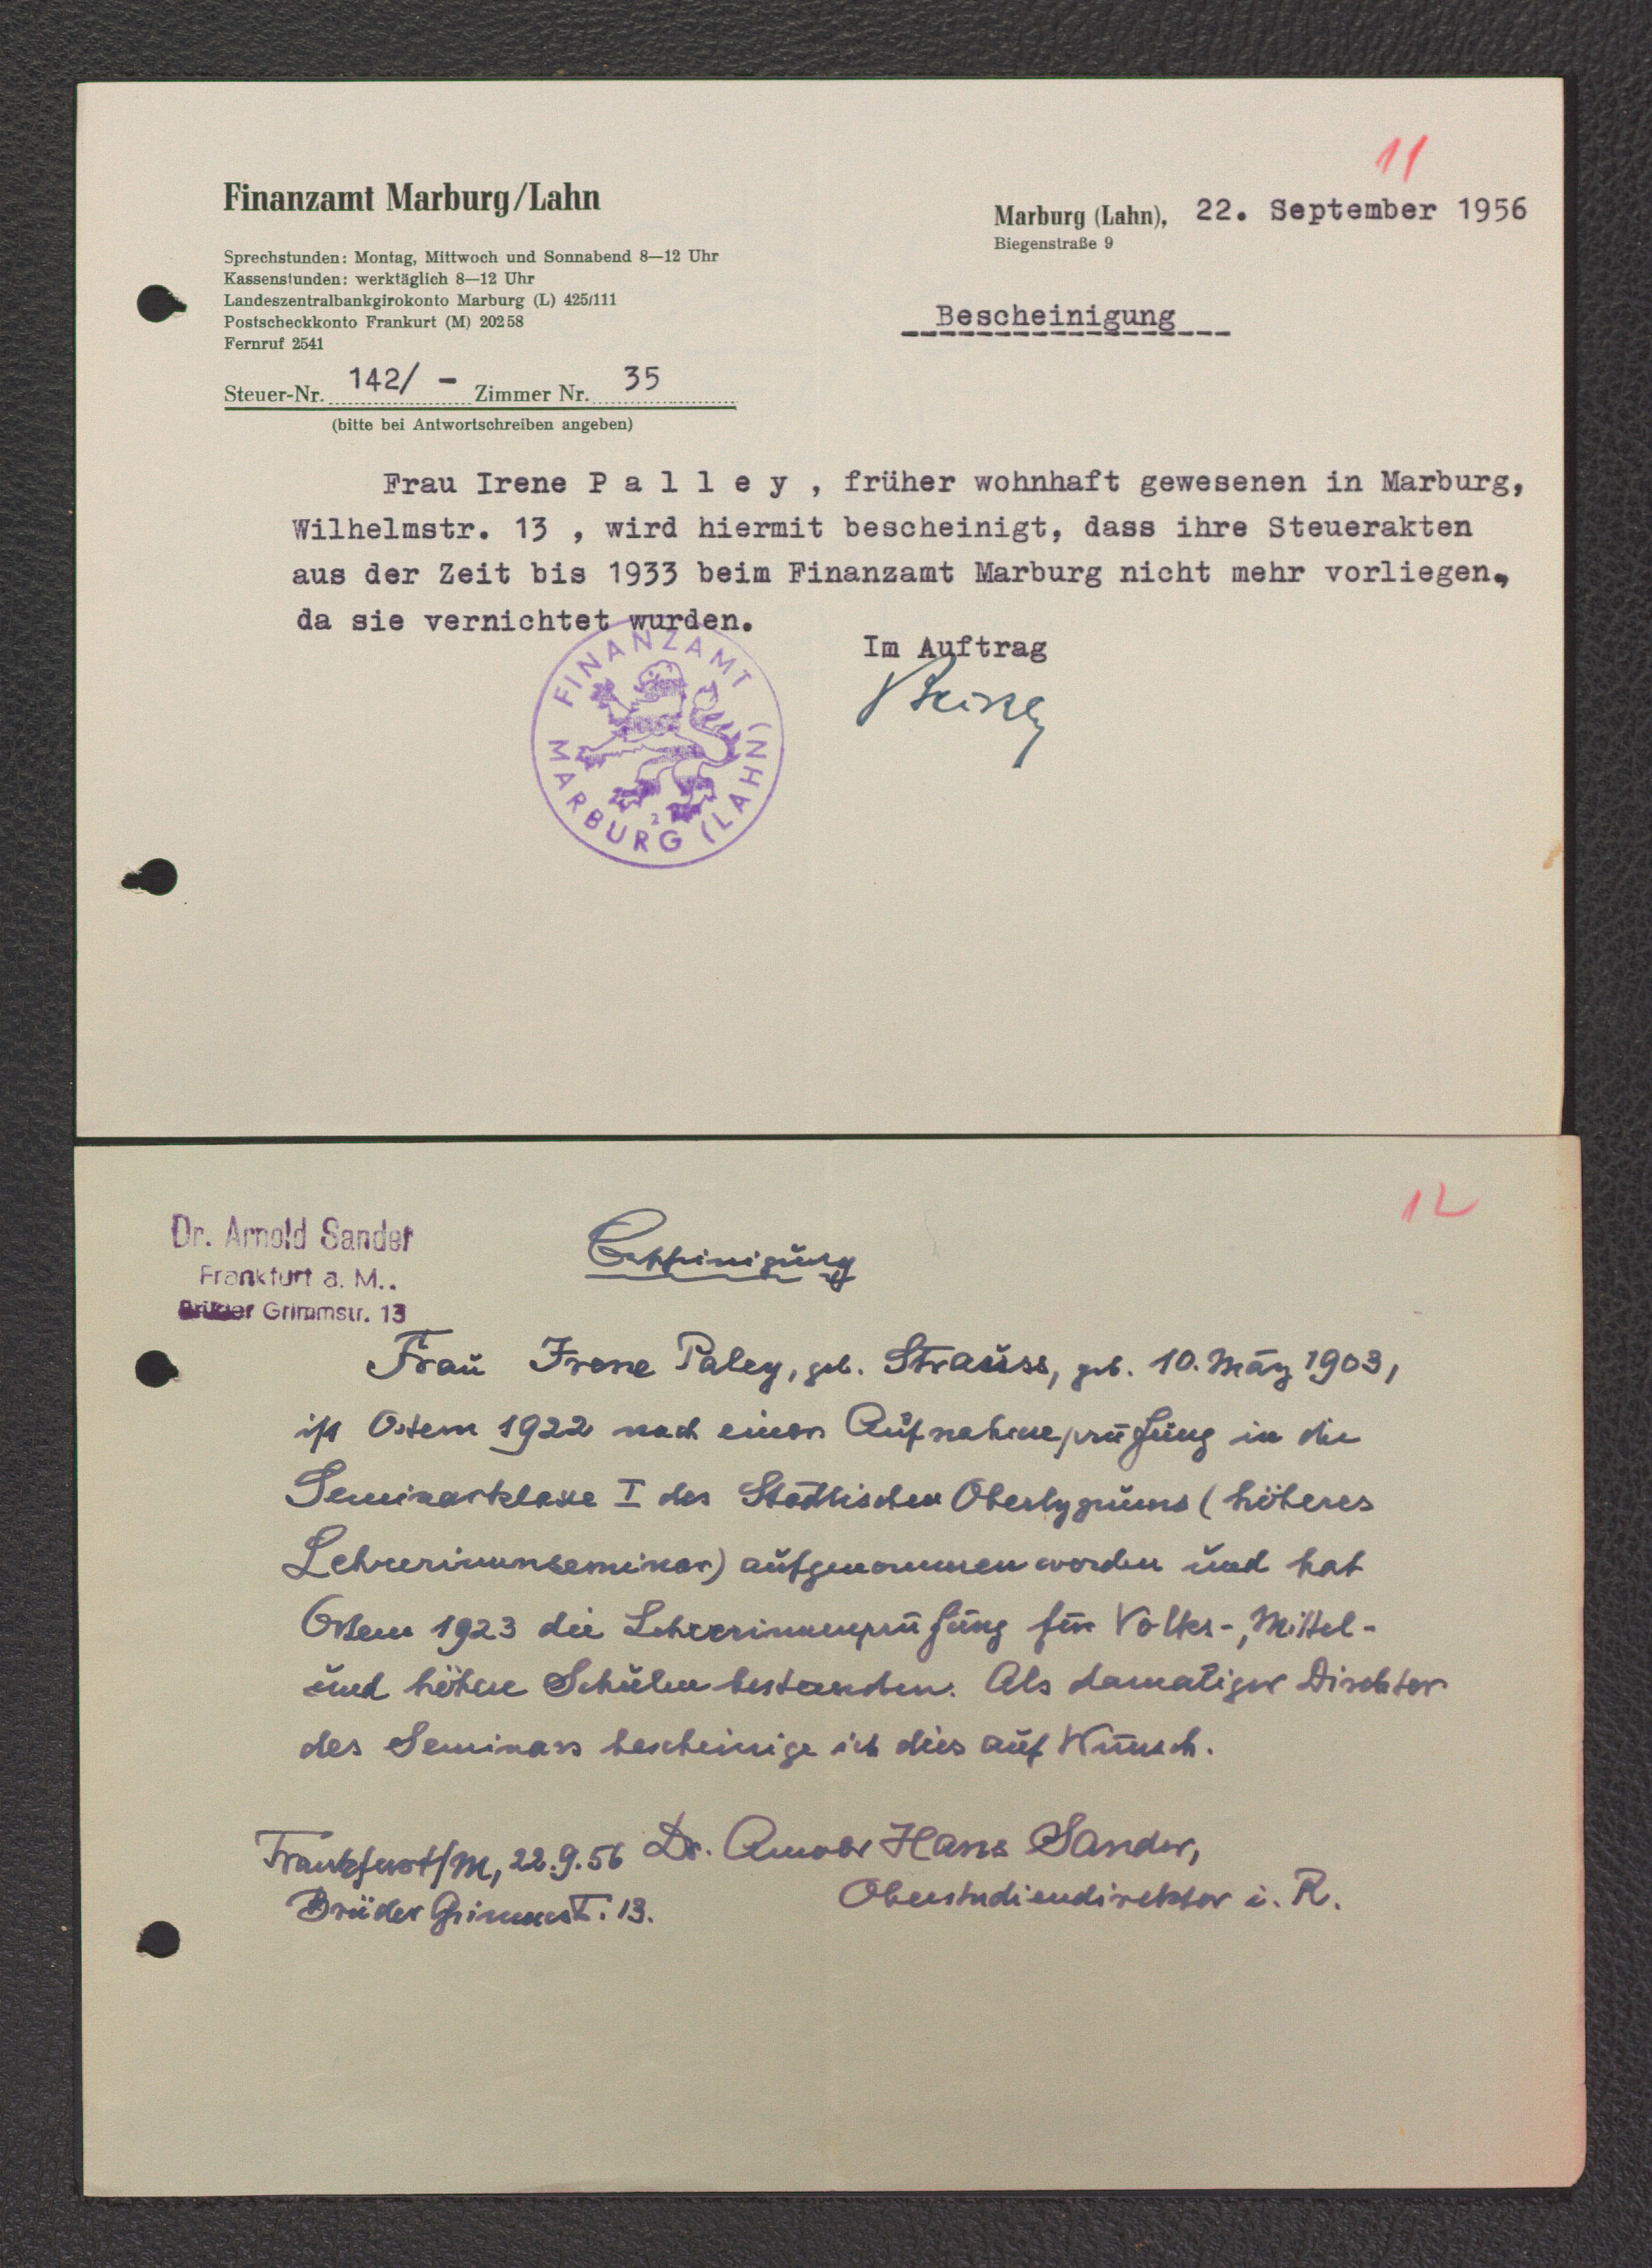 11
Finanzamt Marburg/Lahn
Marburg (Lahn), 22. September 1956
Biegenstraße 9
Sprechstunden: Montag, Mittwoch und Sonnabend 8—12 Uhr
Kassenstunden: werktäglich 8—12 Uhr
Landeszentralbankgirokonto Marburg (L) 425/111
Postscheckkonto Frankurt (M) 20258
Fernruf 2541
Bescheinigung
Steuer-Nr. 142/ - Zimmer Nr. 35
(bitte bei Antwortschreiben angeben)
Frau Irene P a l l e y , früher wohnhaft gewesenen in Marburg,
Wilhelmstr. 13 , wird hiermit bescheinigt, dass ihre Steuerakten
aus der Zeit bis 1933 beim Finanzamt Marburg nicht mehr vorliegen,
da sie vernichtet wurden.
Im Auftrag
FINANZAMT
MARBURG (LAHN)
2
12
Dr. Arnold Sander
Frankfurt a. M..
Brüder Grimmstr. 13
Bescheinigung
Frau Irene Paley, geb. Strauss, geb. 10. März 1903,
ist Ostern 1922 nach einer Aufnahmeprüfung in die
Seminarklasse I des Städtischen Oberlyzeums (höheres
Lehrerinnenseminar) aufgenommen worden und hat
Ostern 1923 die Lehrerinnenprüfung für Volks-, Mittel-
und höhere Schulen bestanden. Als damaliger Direktor
des Seminars bescheinige ich dies auf Wunsch.
Frankfurt/M, 22.9.56 Dr. Arnold Hans Sander,
Brüder Grimmst. 13. Oberstudiendirektor i. R.